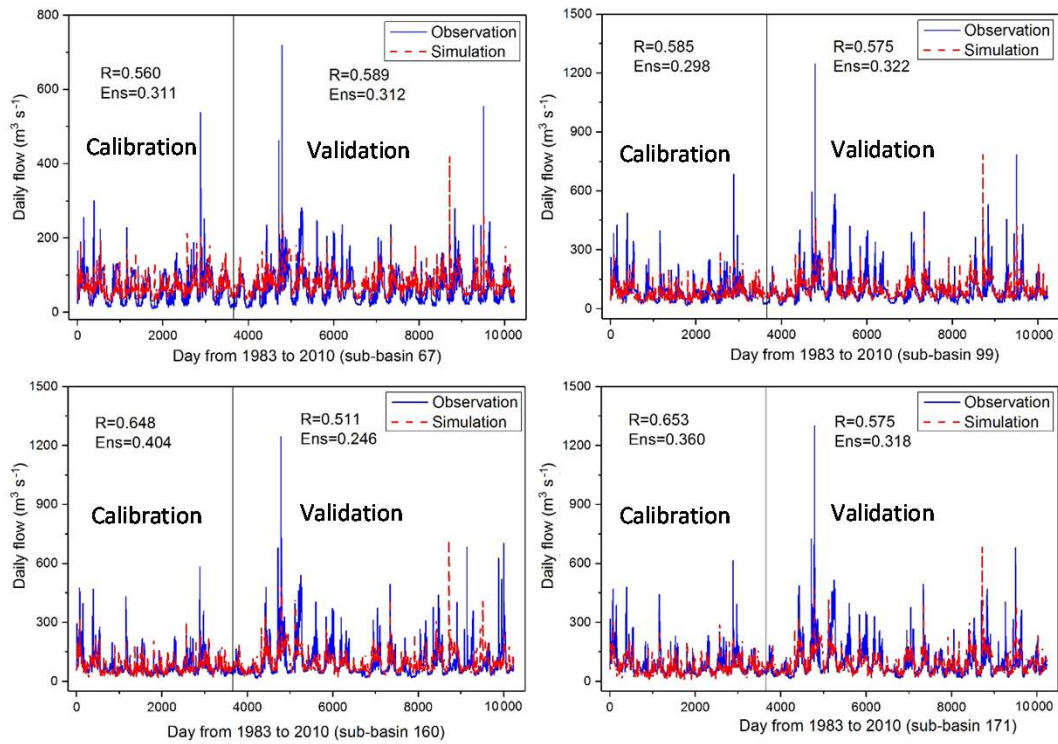 800
600
400
200
0
Daily flow (m³ s⁻¹)
Observation
Simulation
R=0.560
Ens=0.311
R=0.589
Ens=0.312
Calibration
Validation
0 2000 4000 6000 8000 10000
Day from 1983 to 2010 (sub-basin 67)
1500
1200
900
600
300
0
Daily flow (m³ s⁻¹)
Observation
Simulation
R=0.585
Ens=0.298
R=0.575
Ens=0.322
Calibration
Validation
0 2000 4000 6000 8000 10000
Day from 1983 to 2010 (sub-basin 99)
1500
1200
900
600
300
0
Daily flow (m³ s⁻¹)
Observation
Simulation
R=0.648
Ens=0.404
R=0.511
Ens=0.246
Calibration
Validation
0 2000 4000 6000 8000 10000
Day from 1983 to 2010 (sub-basin 160)
1500
1200
900
600
300
0
Daily flow (m³ s⁻¹)
Observation
Simulation
R=0.653
Ens=0.360
R=0.575
Ens=0.318
Calibration
Validation
0 2000 4000 6000 8000 10000
Day from 1983 to 2010 (sub-basin 171)